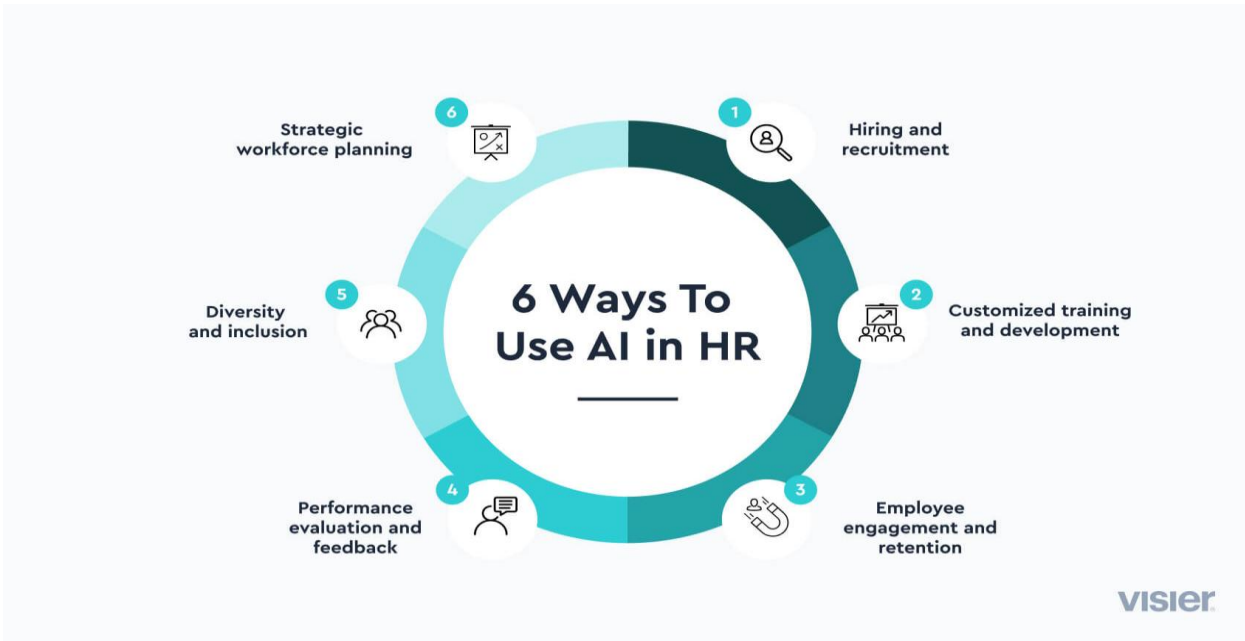 6 Ways To
Use AI in HR
1
Hiring and
recruitment
2
Customized training
and development
3
Employee
engagement and
retention
4
Performance
evaluation and
feedback
5
Diversity
and inclusion
6
Strategic
workforce planning
VISIER